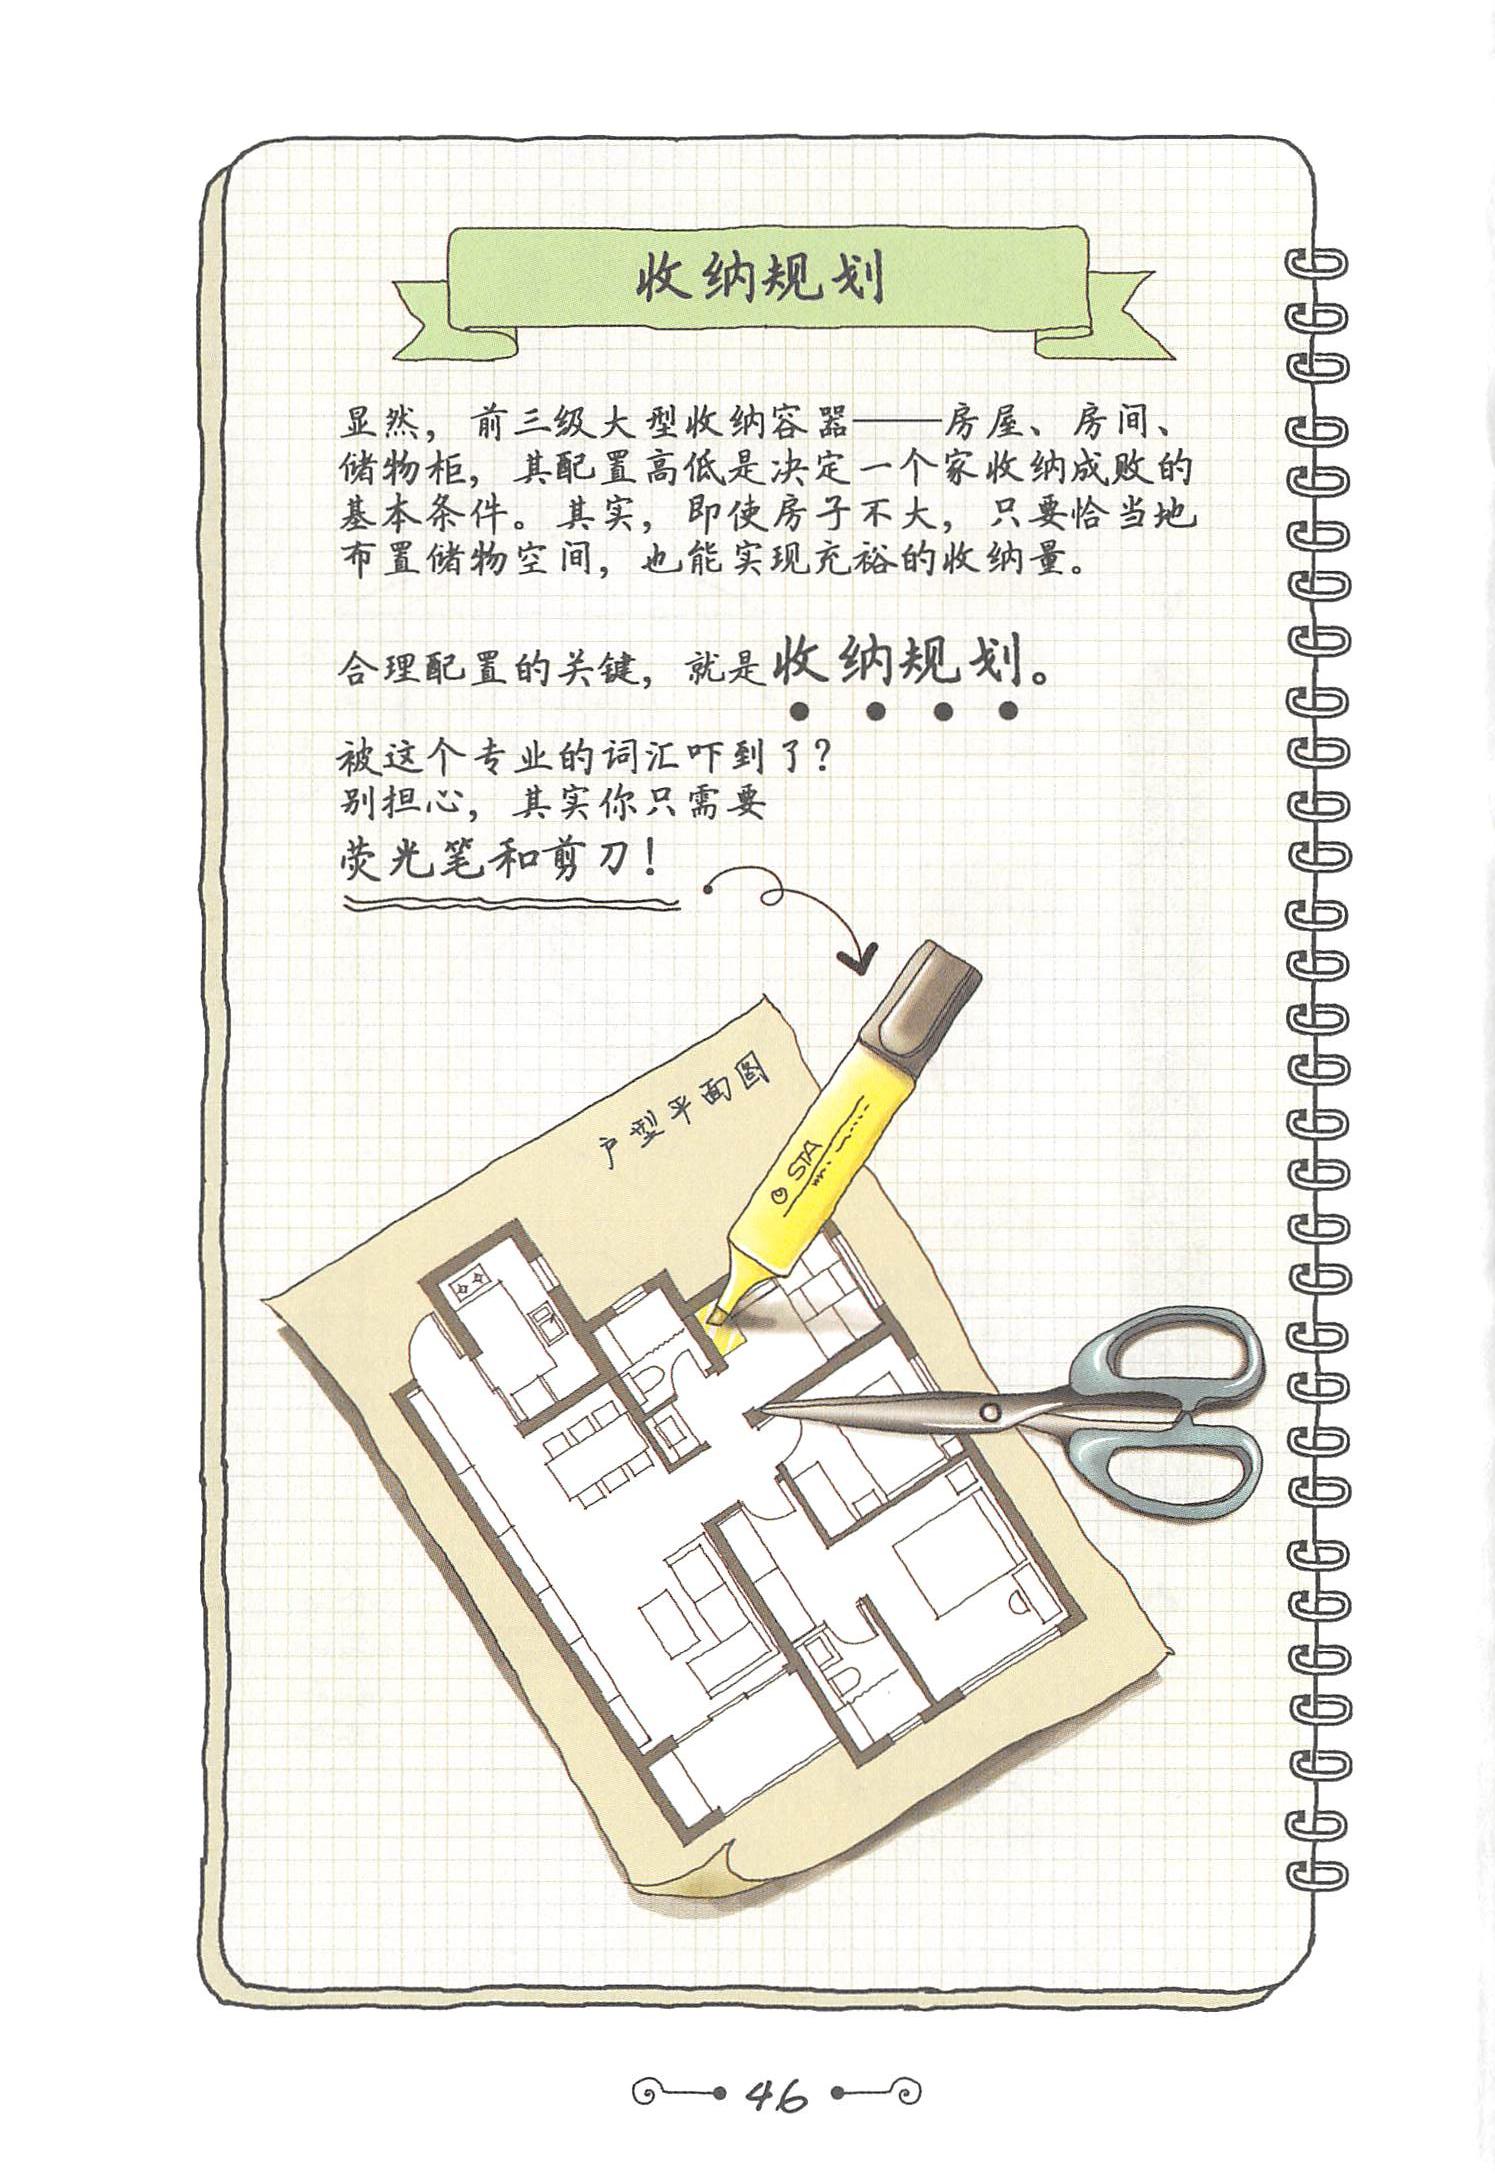 收纳规划
显然，前三级大型收纳容器——房屋、房间、
储物柜，其配置高低是决定一个家收纳成败的
基本条件。其实，即使房子不大，只要恰当地
布置储物空间，也能实现充裕的收纳量。
合理配置的关键，就是收纳规划。
被这个专业的词汇吓到了？
别担心，其实你只需要
荧光笔和剪刀！
户型平面图
STA
46